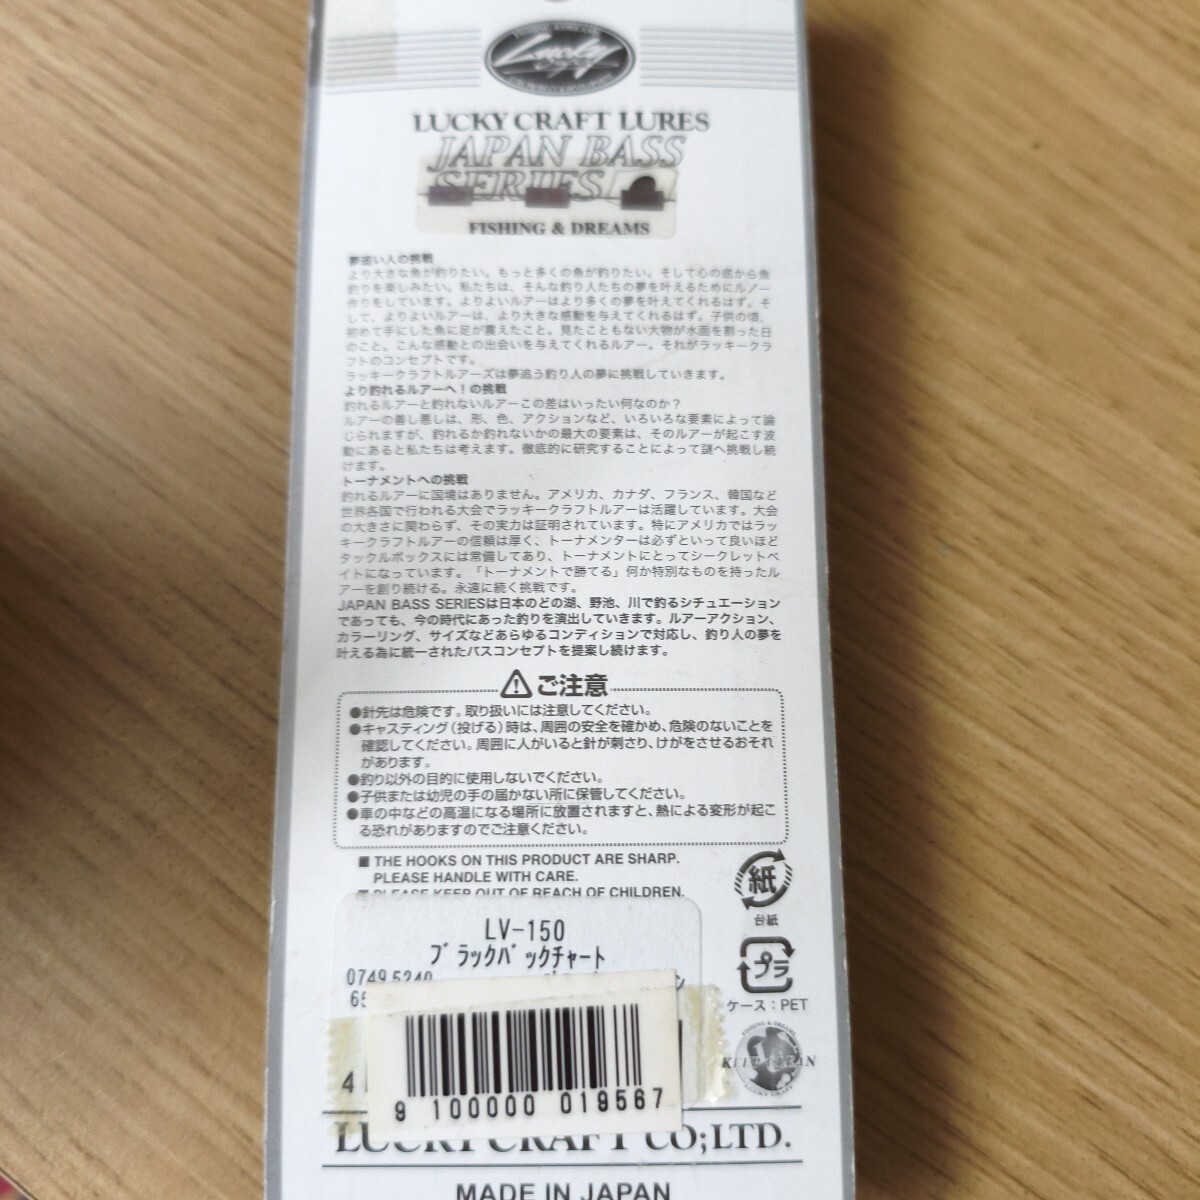 Lucky
LUCKY CRAFT LURES
JAPAN BASS
SERIES
FISHING & DREAMS
夢追い人の挑戦
より大きな魚が釣りたい。もっと多くの魚が釣りたい。そして心の底から魚
釣りを楽しみたい。私たちは、そんな釣り人たちの夢を叶えるためにルアー
作りをしています。よりよいルアーはより多くの夢を叶えてくれるはず。そ
して、よりよいルアーは、より大きな感動を与えてくれるはず。子供の頃、
初めて手にした魚に足が震えたこと。見たこともない大物が水面を割った日
のこと。こんな感動との出会いを与えてくれるルアー。それがラッキークラ
フトのコンセプトです。
ラッキークラフトルアーズは夢追う釣り人の夢に挑戦していきます。
より釣れるルアーへ！の挑戦
釣れるルアーと釣れないルアーこの差はいったい何なのか？
ルアーの善し悪しは、形、色、アクションなど、いろいろな要素によって論
じられますが、釣れるか釣れないかの最大の要素は、そのルアーが起こす波
動にあると私たちは考えます。徹底的に研究することによって謎へ挑戦し続
けます。
トーナメントへの挑戦
釣れるルアーに国境はありません。アメリカ、カナダ、フランス、韓国など
世界各国で行われる大会でラッキークラフトルアーは活躍しています。大会
の大きさに関わらず、その実力は証明されています。特にアメリカではラッ
キークラフトルアーの信頼は厚く、トーナメンターは必ずといって良いほど
タックルボックスには常備してあり、トーナメントにとってシークレットベ
イトになっています。「トーナメントで勝てる」何か特別なものを持ったル
アーを創り続ける。永遠に続く挑戦です。
JAPAN BASS SERIESは日本のどの湖、野池、川で釣るシチュエーション
であっても、今の時代にあった釣りを演出していきます。ルアーアクション、
カラーリング、サイズなどあらゆるコンディションで対応し、釣り人の夢を
叶える為に統一されたバスコンセプトを提案し続けます。
ご注意
●針先は危険です。取り扱いには注意してください。
●キャスティング(投げる)時は、周囲の安全を確かめ、危険のないことを
確認してください。周囲に人がいると針が刺さり、けがをさせるおそれ
があります。
●釣り以外の目的に使用しないでください。
●子供または幼児の手の届かない所に保管してください。
●車の中などの高温になる場所に放置されますと、熱による変形が起こ
る恐れがありますのでご注意ください。
■ THE HOOKS ON THIS PRODUCT ARE SHARP.
PLEASE HANDLE WITH CARE.
■ PLEASE KEEP OUT OF REACH OF CHILDREN.
紙
台紙
プラ
ケース：PET
KEEP CLEAN
LV-150
ﾌﾞﾗｯｸﾊﾞｯｸﾁｬｰﾄ
0749 5240
65
4
9 100000 019567
LUCKY CRAFT CO;LTD.
MADE IN JAPAN